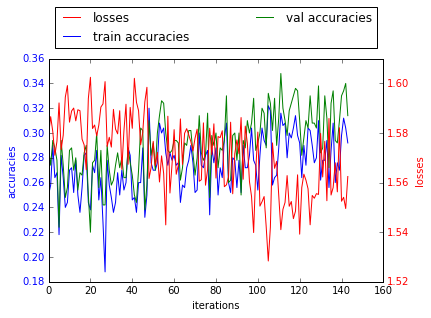 losses val accuracies
train accuracies
0.36
0.34
0.32
0.30
0.28
0.26
0.24
0.22
0.20
0.18
accuracies
1.60
1.58
1.56
1.54
1.52
losses
0 20 40 60 80 100 120 140 160
iterations